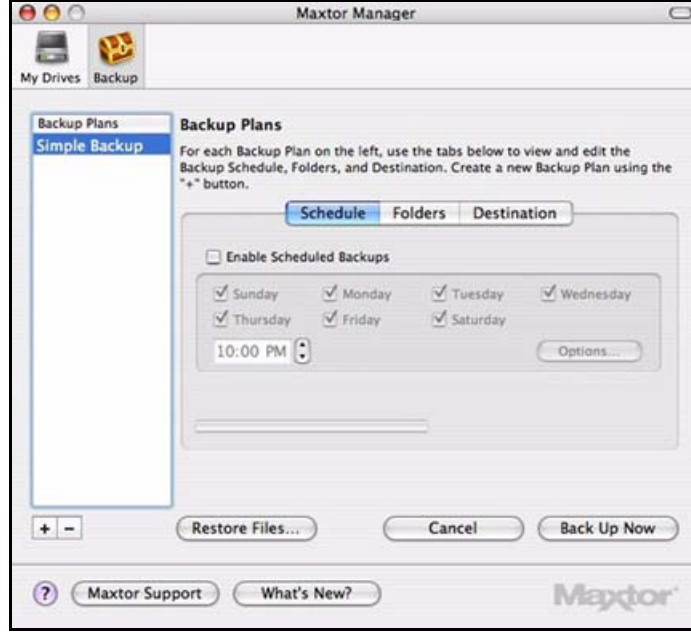 Maxtor Manager
My Drives Backup
Backup Plans
Simple Backup
Backup Plans
For each Backup Plan on the left, use the tabs below to view and edit the
Backup Schedule, Folders, and Destination. Create a new Backup Plan using the
"+" button.
Schedule Folders Destination
Enable Scheduled Backups
Sunday Monday Tuesday Wednesday
Thursday Friday Saturday
10:00 PM Options...
+ −
Restore Files... Cancel Back Up Now
? Maxtor Support What's New? Maxtor